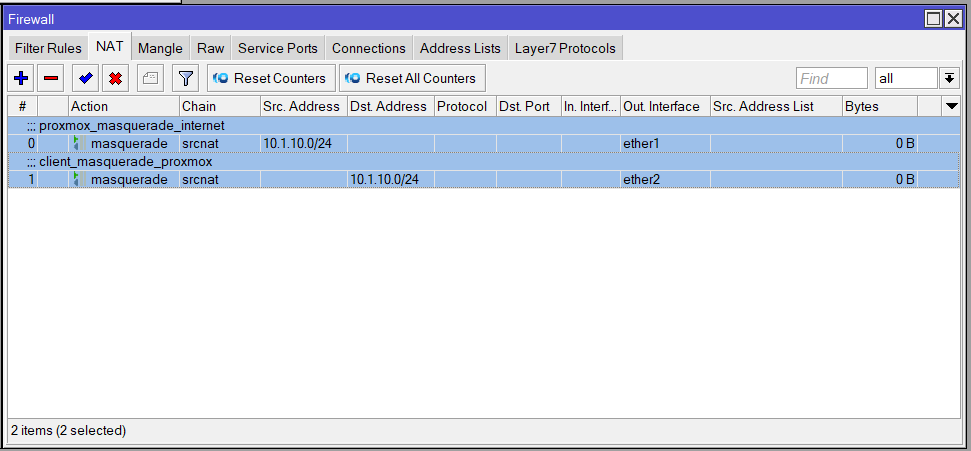 Firewall
Filter Rules NAT Mangle Raw Service Ports Connections Address Lists Layer7 Protocols
Reset Counters Reset All Counters Find all
# Action Chain Src. Address Dst. Address Protocol Dst. Port In. Interf... Out. Interface Src. Address List Bytes
;;; proxmox_masquerade_internet
0 masquerade srcnat 10.1.10.0/24 ether1 0 B
;;; client_masquerade_proxmox
1 masquerade srcnat 10.1.10.0/24 ether2 0 B
2 items (2 selected)